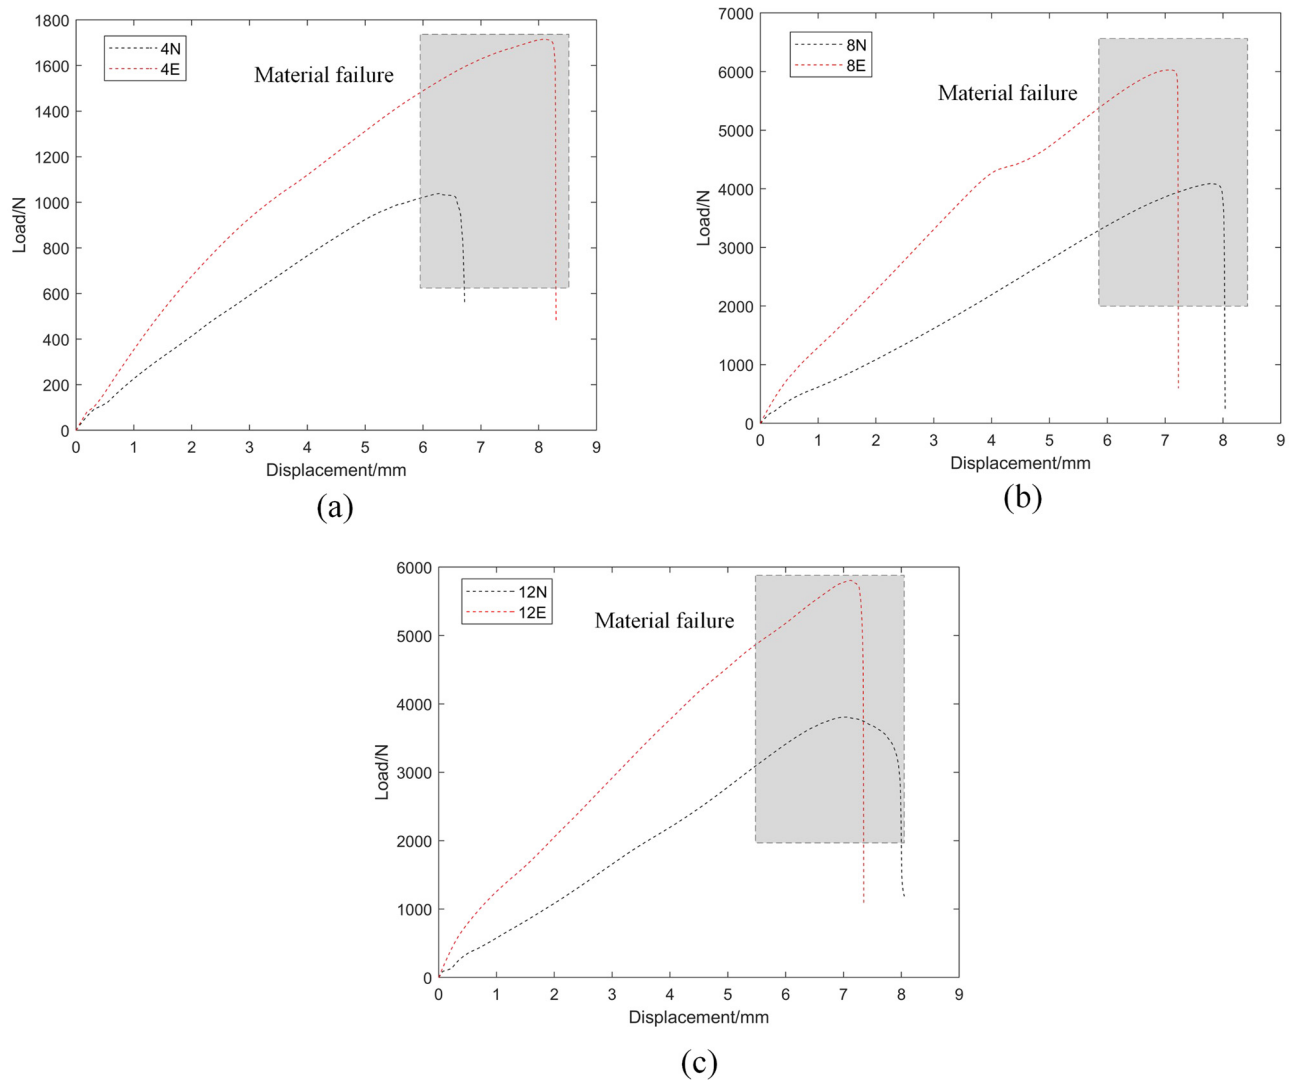 1800
1600
1400
1200
1000
800
600
400
200
0
Load/N
4N
4E
Material failure
0 1 2 3 4 5 6 7 8 9
Displacement/mm
(a)
7000
6000
5000
4000
3000
2000
1000
0
Load/N
8N
8E
Material failure
0 1 2 3 4 5 6 7 8 9
Displacement/mm
(b)
6000
5000
4000
3000
2000
1000
0
Load/N
12N
12E
Material failure
0 1 2 3 4 5 6 7 8 9
Displacement/mm
(c)